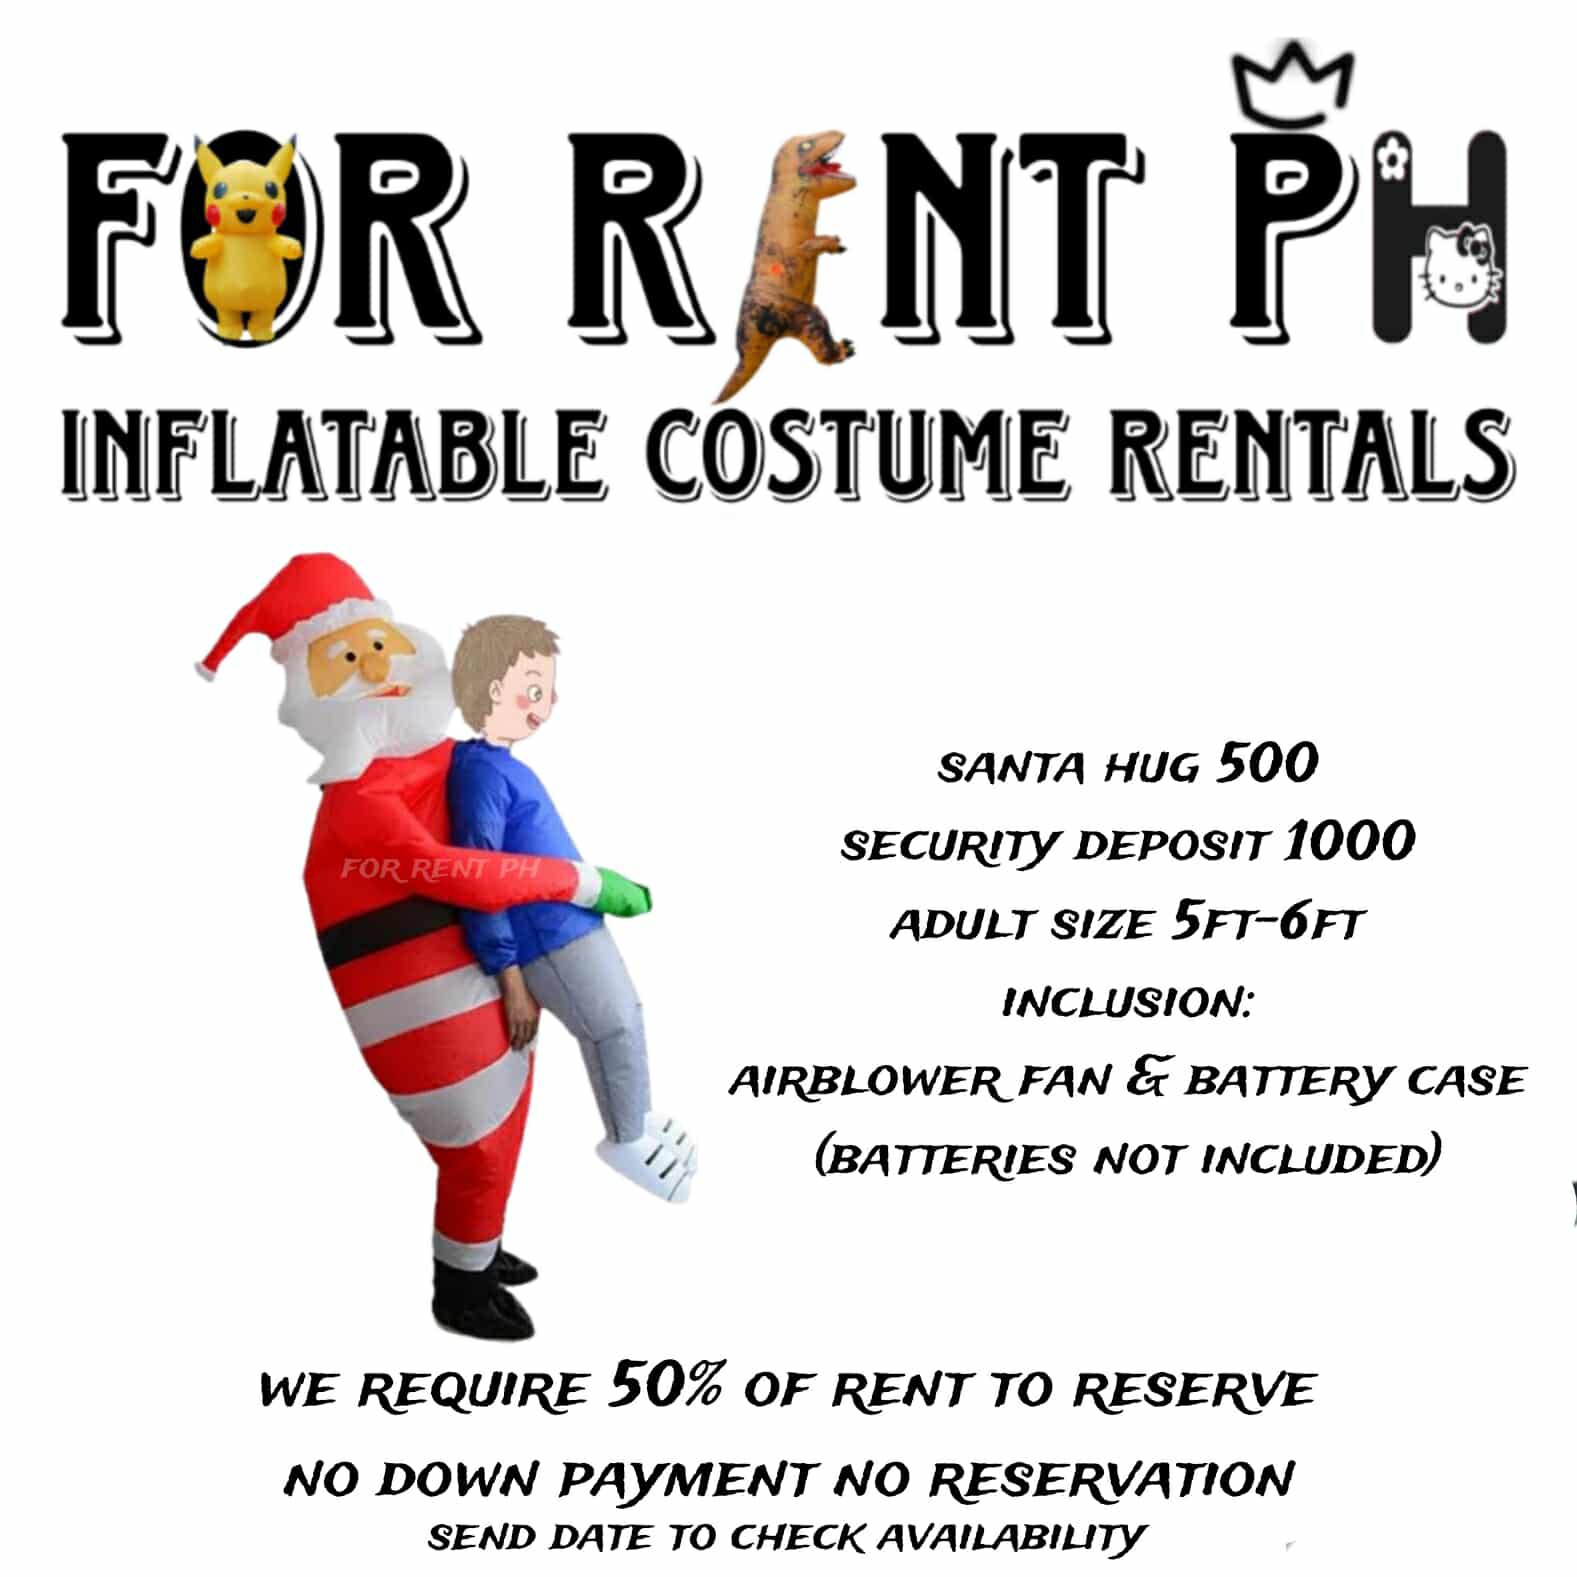 FOR RENT PH
INFLATABLE COSTUME RENTALS
FOR RENT PH
SANTA HUG 500
SECURITY DEPOSIT 1000
ADULT SIZE 5FT-6FT
INCLUSION:
AIRBLOWER FAN & BATTERY CASE
(BATTERIES NOT INCLUDED)
WE REQUIRE 50% OF RENT TO RESERVE
NO DOWN PAYMENT NO RESERVATION
SEND DATE TO CHECK AVAILABILITY